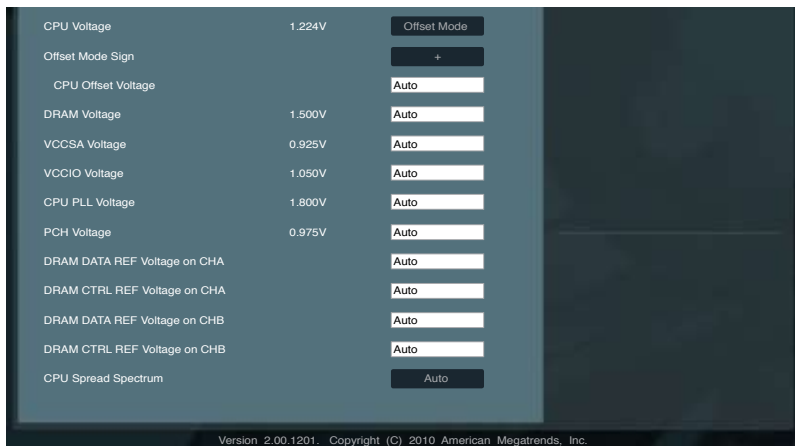 CPU Voltage 1.224V Offset Mode
Offset Mode Sign +
CPU Offset Voltage Auto
DRAM Voltage 1.500V Auto
VCCSA Voltage 0.925V Auto
VCCIO Voltage 1.050V Auto
CPU PLL Voltage 1.800V Auto
PCH Voltage 0.975V Auto
DRAM DATA REF Voltage on CHA Auto
DRAM CTRL REF Voltage on CHA Auto
DRAM DATA REF Voltage on CHB Auto
DRAM CTRL REF Voltage on CHB Auto
CPU Spread Spectrum Auto
Version 2.00.1201. Copyright (C) 2010 American Megatrends, Inc.